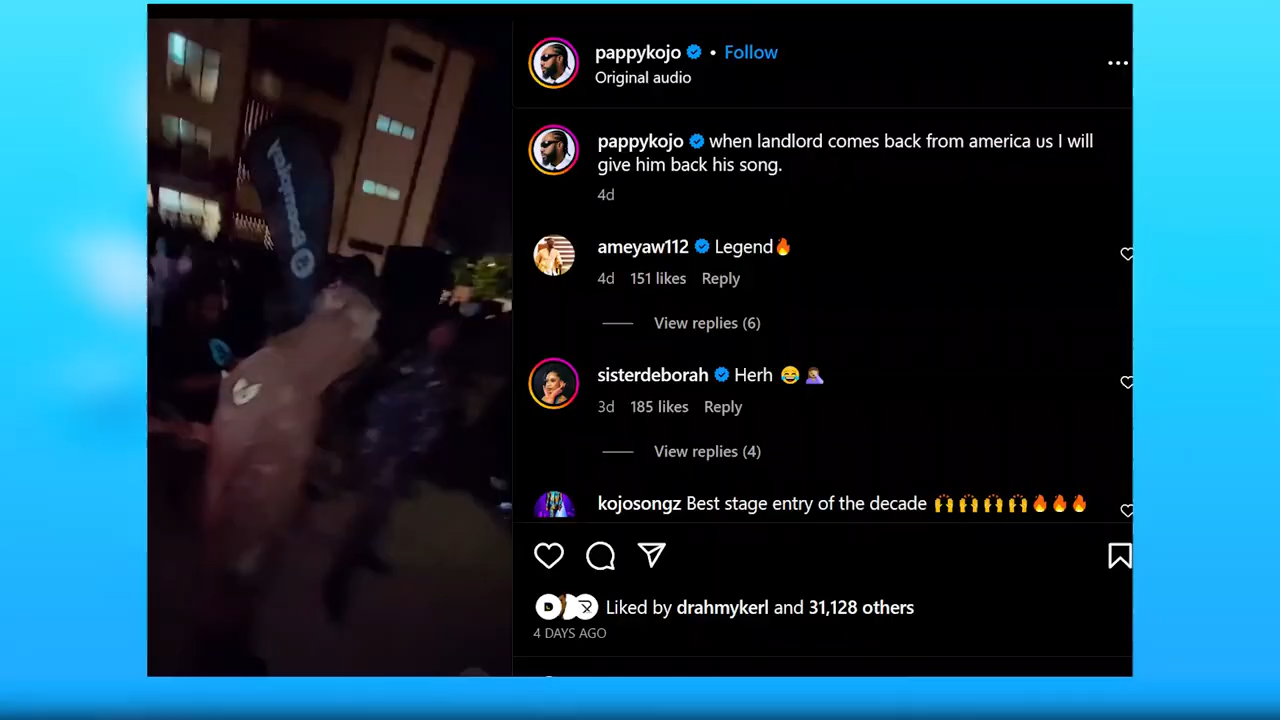 Boomplay
pappykojo • Follow
Original audio
pappykojo when landlord comes back from america us I will
give him back his song.
4d
ameyaw112 Legend🔥
4d 151 likes Reply
View replies (6)
sisterdeborah Herh 😂 🤦🏽‍♀️
3d 185 likes Reply
View replies (4)
kojosongz Best stage entry of the decade 🙌🙌🙌🙌🔥🔥🔥
Liked by drahmykerl and 31,128 others
4 DAYS AGO